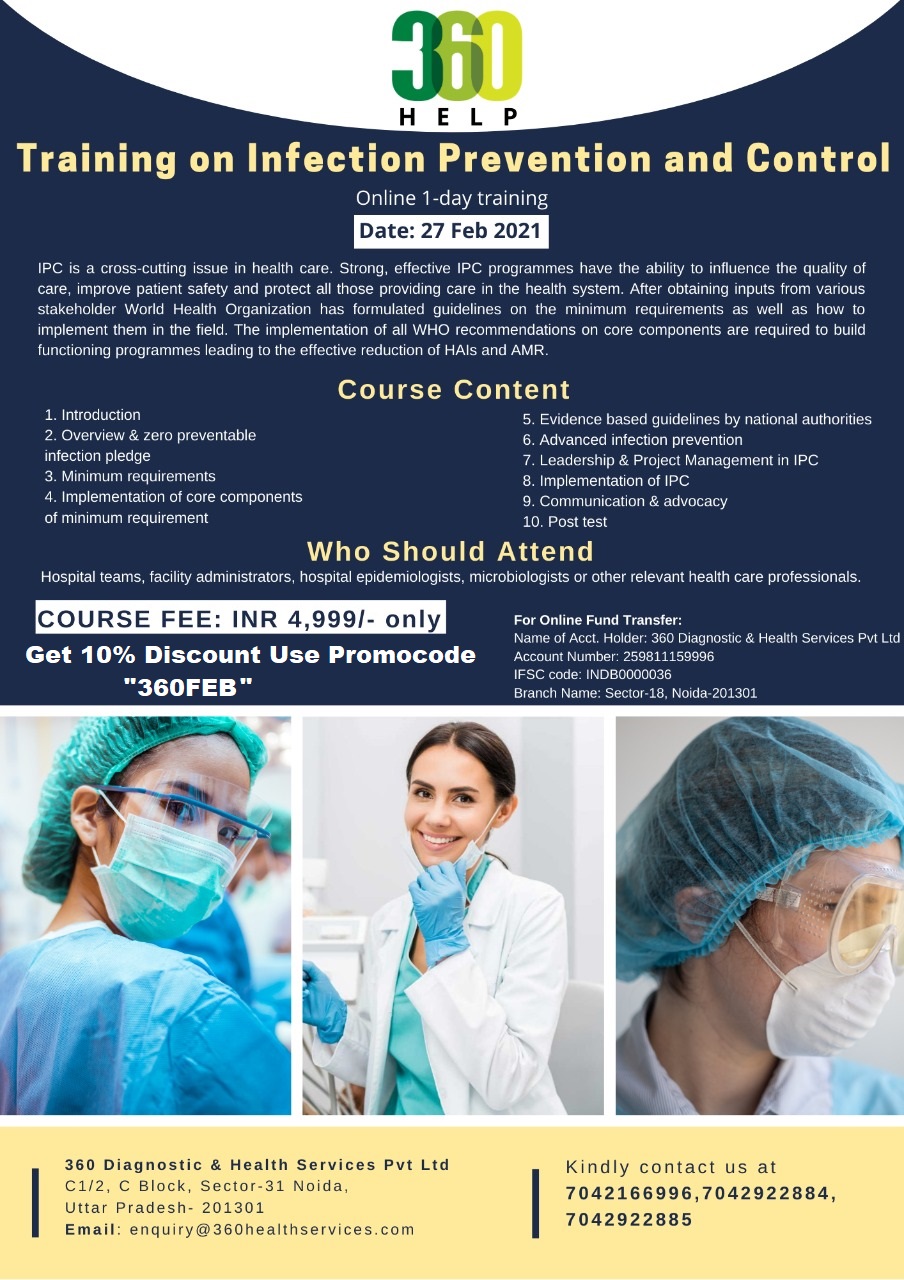 360
HELP
Training on Infection Prevention and Control
Online 1-day training
Date: 27 Feb 2021
IPC is a cross-cutting issue in health care. Strong, effective IPC programmes have the ability to influence the quality of
care, improve patient safety and protect all those providing care in the health system. After obtaining inputs from various
stakeholder World Health Organization has formulated guidelines on the minimum requirements as well as how to
implement them in the field. The implementation of all WHO recommendations on core components are required to build
functioning programmes leading to the effective reduction of HAIs and AMR.
Course Content
1. Introduction
2. Overview & zero preventable
infection pledge
3. Minimum requirements
4. Implementation of core components
of minimum requirement
5. Evidence based guidelines by national authorities
6. Advanced infection prevention
7. Leadership & Project Management in IPC
8. Implementation of IPC
9. Communication & advocacy
10. Post test
Who Should Attend
Hospital teams, facility administrators, hospital epidemiologists, microbiologists or other relevant health care professionals.
COURSE FEE: INR 4,999/- only
Get 10% Discount Use Promocode
"360FEB"
For Online Fund Transfer:
Name of Acct. Holder: 360 Diagnostic & Health Services Pvt Ltd
Account Number: 259811159996
IFSC code: INDB0000036
Branch Name: Sector-18, Noida-201301
360 Diagnostic & Health Services Pvt Ltd
C1/2, C Block, Sector-31 Noida,
Uttar Pradesh- 201301
Email: enquiry@360healthservices.com
Kindly contact us at
7042166996,7042922884,
7042922885